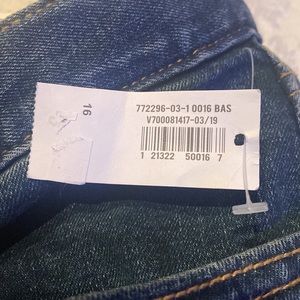 16
772296-03-1 0016 BAS
V700081417-03/19
1 21322 50016 7